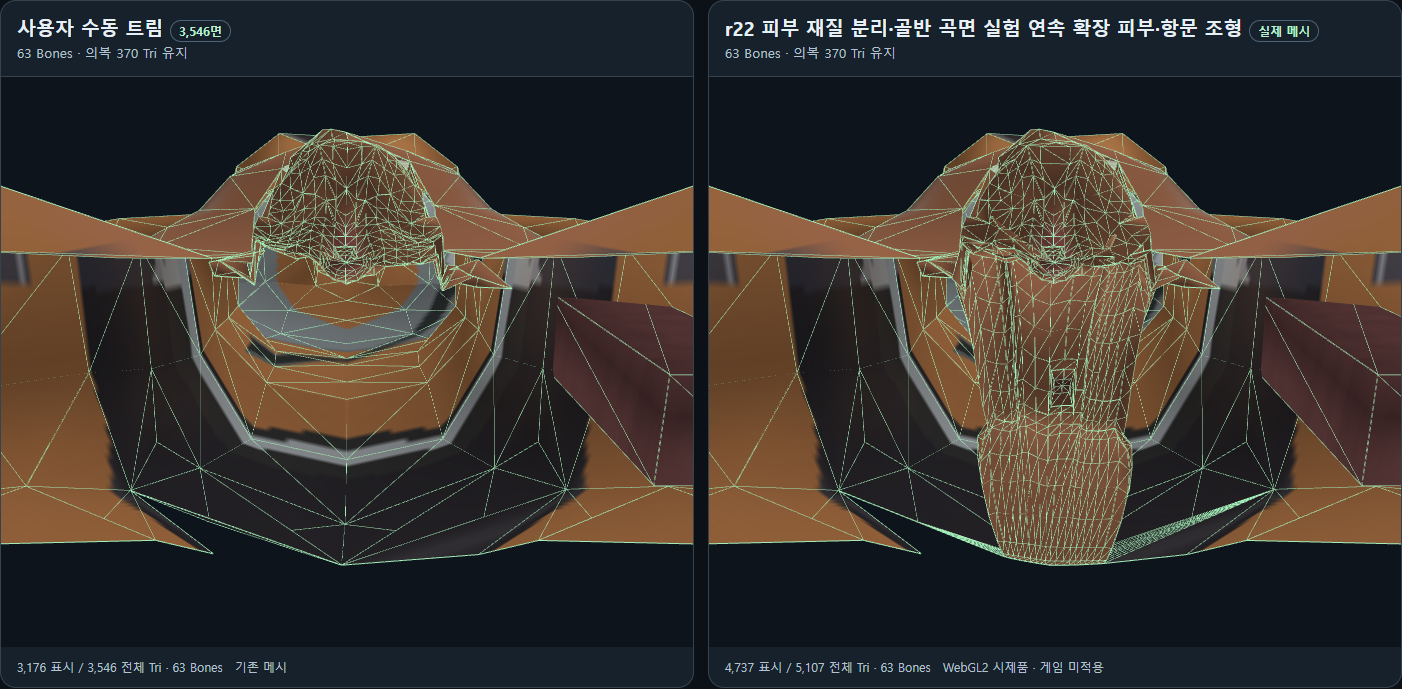 사용자 수동 트림 3,546면
63 Bones · 의복 370 Tri 유지
3,176 표시 / 3,546 전체 Tri · 63 Bones 기존 메시
r22 피부 재질 분리·골반 곡면 실험 연속 확장 피부·항문 조형 실제 메시
63 Bones · 의복 370 Tri 유지
4,737 표시 / 5,107 전체 Tri · 63 Bones WebGL2 시제품 · 게임 미적용